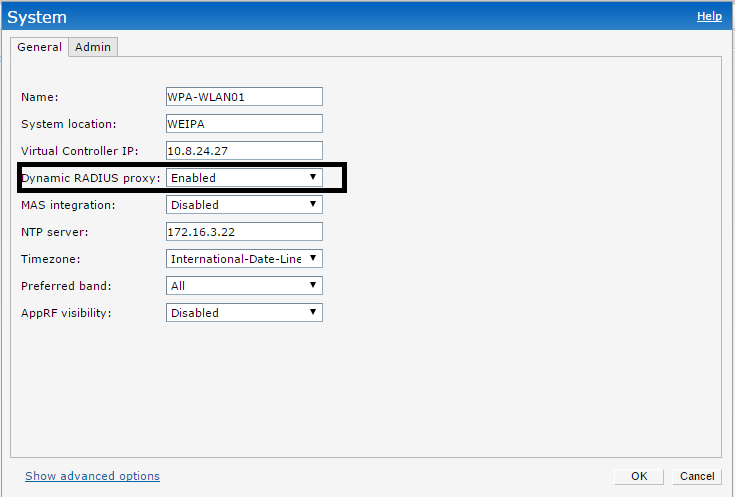 System Help
General Admin
Name: WPA-WLAN01
System location: WEIPA
Virtual Controller IP: 10.8.24.27
Dynamic RADIUS proxy: Enabled
MAS integration: Disabled
NTP server: 172.16.3.22
Timezone: International-Date-Line
Preferred band: All
AppRF visibility: Disabled
Show advanced options OK Cancel